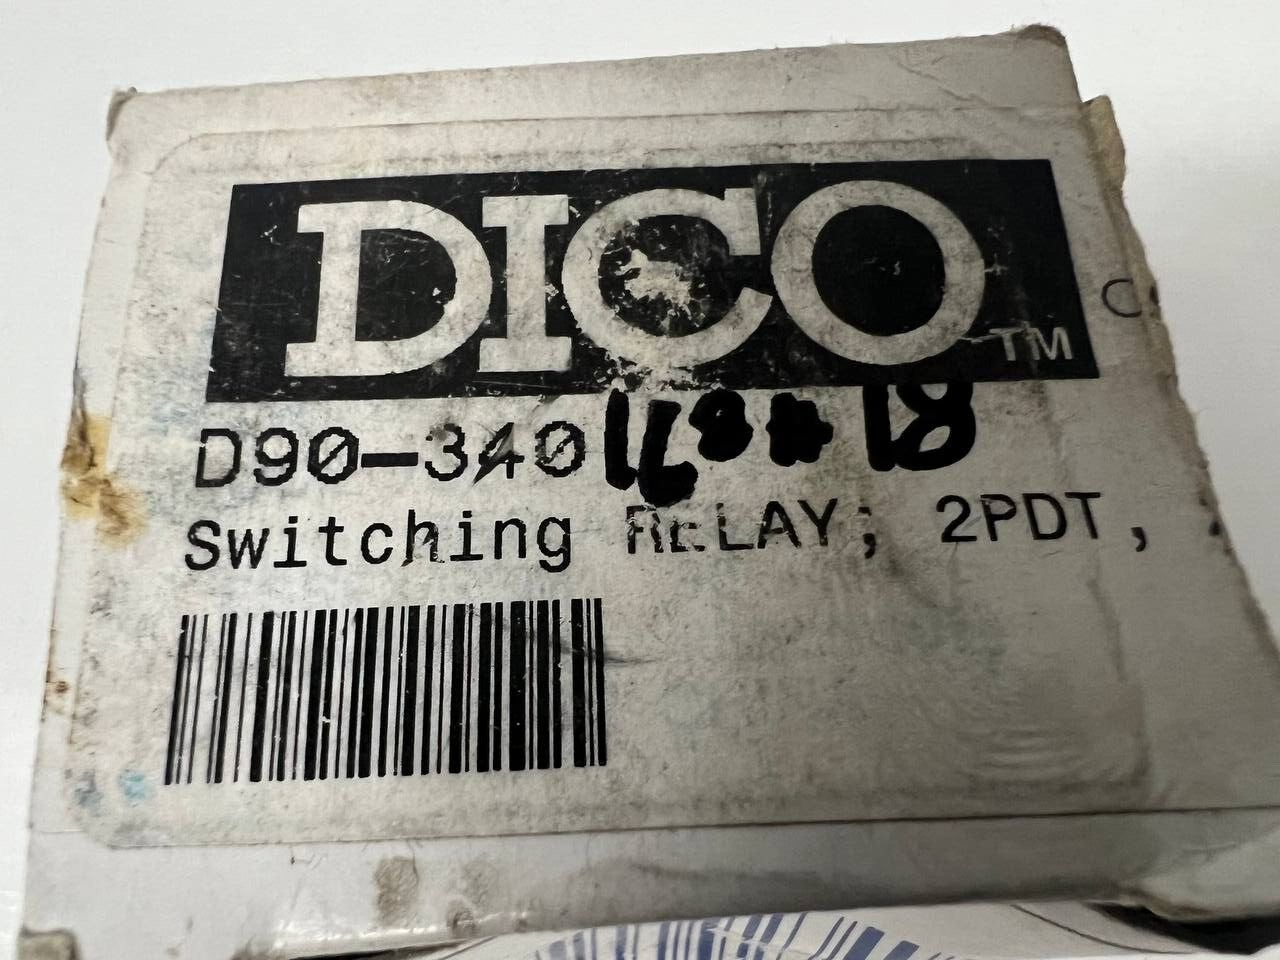 DICO TM
D90-340
Switching RELAY; 2PDT,